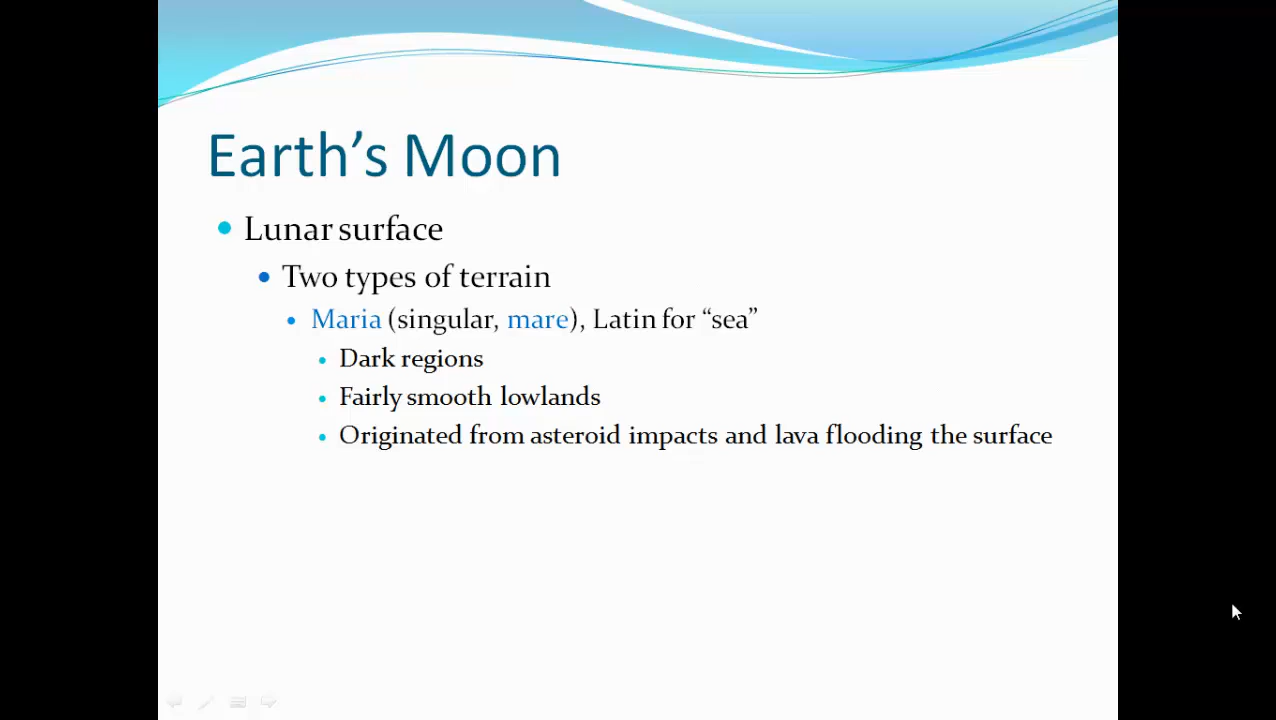 Earth’s Moon
Lunar surface
Two types of terrain
Maria (singular, mare), Latin for “sea”
Dark regions
Fairly smooth lowlands
Originated from asteroid impacts and lava flooding the surface